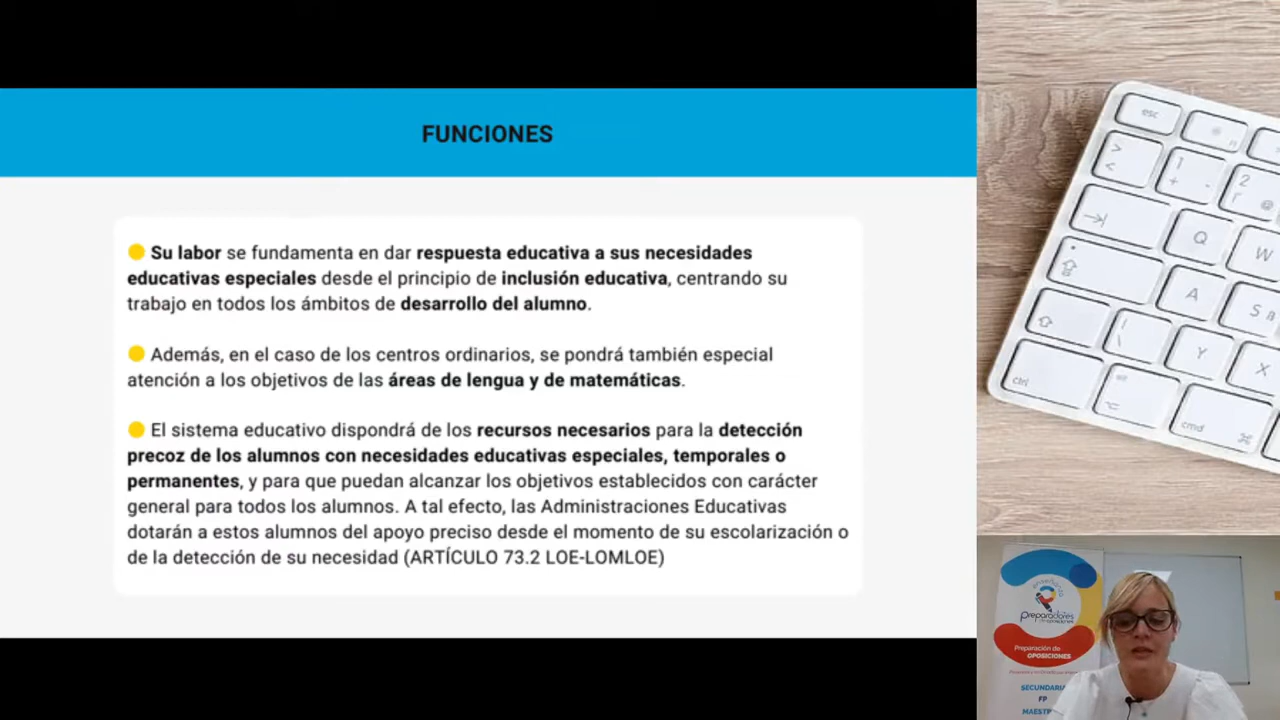 FUNCIONES
Su labor se fundamenta en dar respuesta educativa a sus necesidades
educativas especiales desde el principio de inclusión educativa, centrando su
trabajo en todos los ámbitos de desarrollo del alumno.
Además, en el caso de los centros ordinarios, se pondrá también especial
atención a los objetivos de las áreas de lengua y de matemáticas.
El sistema educativo dispondrá de los recursos necesarios para la detección
precoz de los alumnos con necesidades educativas especiales, temporales o
permanentes, y para que puedan alcanzar los objetivos establecidos con carácter
general para todos los alumnos. A tal efecto, las Administraciones Educativas
dotarán a estos alumnos del apoyo preciso desde el momento de su escolarización o
de la detección de su necesidad (ARTÍCULO 73.2 LOE-LOMLOE)
esc
> 1 2
< + - @
Q W
A S
Y X
ctrl alt cmd
preparadores
Preparación de
OPOSICIONES
SECUNDARIA
FP